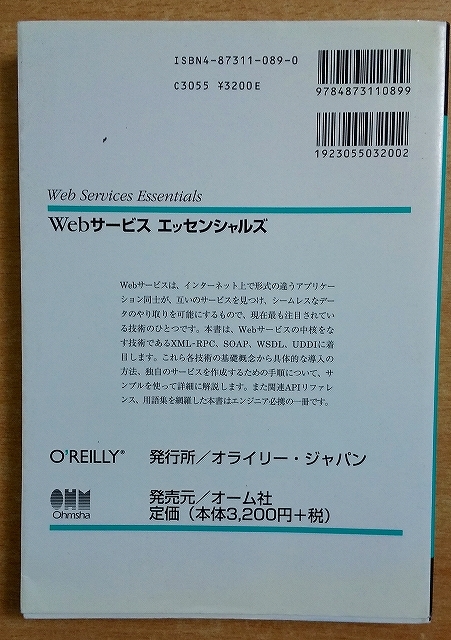 ISBN4-87311-089-0
C3055 ¥3200E
9784873110899
1923055032002
Web Services Essentials
Webサービス エッセンシャルズ
Webサービスは、インターネット上で形式の違うアプリケー
ション同士が、互いのサービスを見つけ、シームレスなデー
タのやり取りを可能にするもので、現在最も注目されてい
る技術のひとつです。本書は、Webサービスの中核をな
す技術であるXML-RPC、SOAP、WSDL、UDDIに着
目します。これら各技術の基礎概念から具体的な導入の
方法、独自のサービスを作成するための手順について、サ
ンプルを使って詳細に解説します。また関連APIリファレ
ンス、用語集を網羅した本書はエンジニア必携の一冊です。
O'REILLY® 発行所／オライリー・ジャパン
OHM
Ohmsha
発売元／オーム社
定価（本体3,200円＋税）